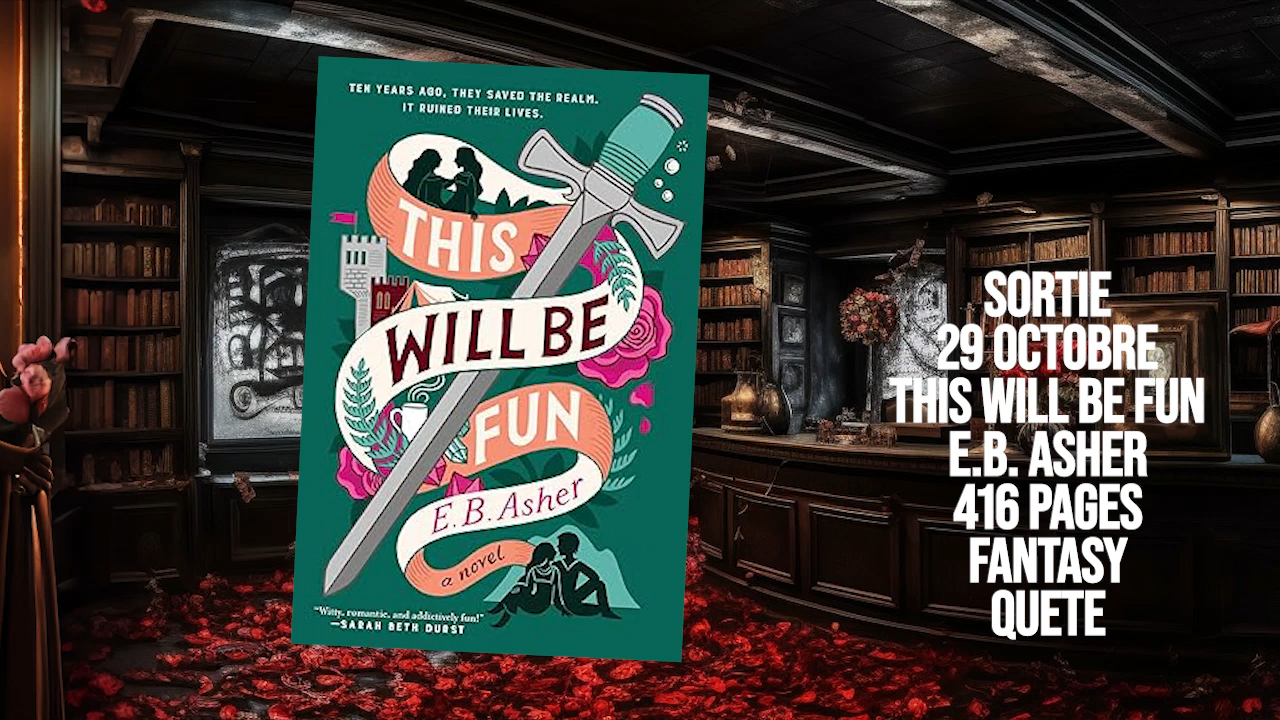 TEN YEARS AGO, THEY SAVED THE REALM.
IT RUINED THEIR LIVES.
THIS
WILL BE
FUN
E.B. Asher
a novel
“Witty, romantic, and addictively fun!”
—SARAH BETH DURST
SORTIE
29 OCTOBRE
THIS WILL BE FUN
E.B. ASHER
416 PAGES
FANTASY
QUETE